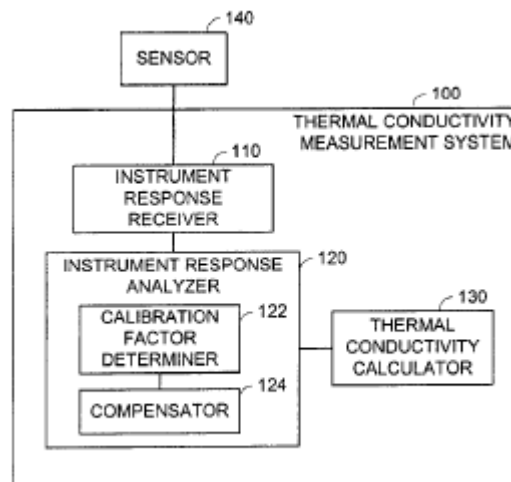 140
SENSOR
100
THERMAL CONDUCTIVITY
MEASUREMENT SYSTEM
110
INSTRUMENT
RESPONSE
RECEIVER
INSTRUMENT RESPONSE
ANALYZER
120
CALIBRATION
FACTOR
DETERMINER
122
130
THERMAL
CONDUCTIVITY
CALCULATOR
124
COMPENSATOR